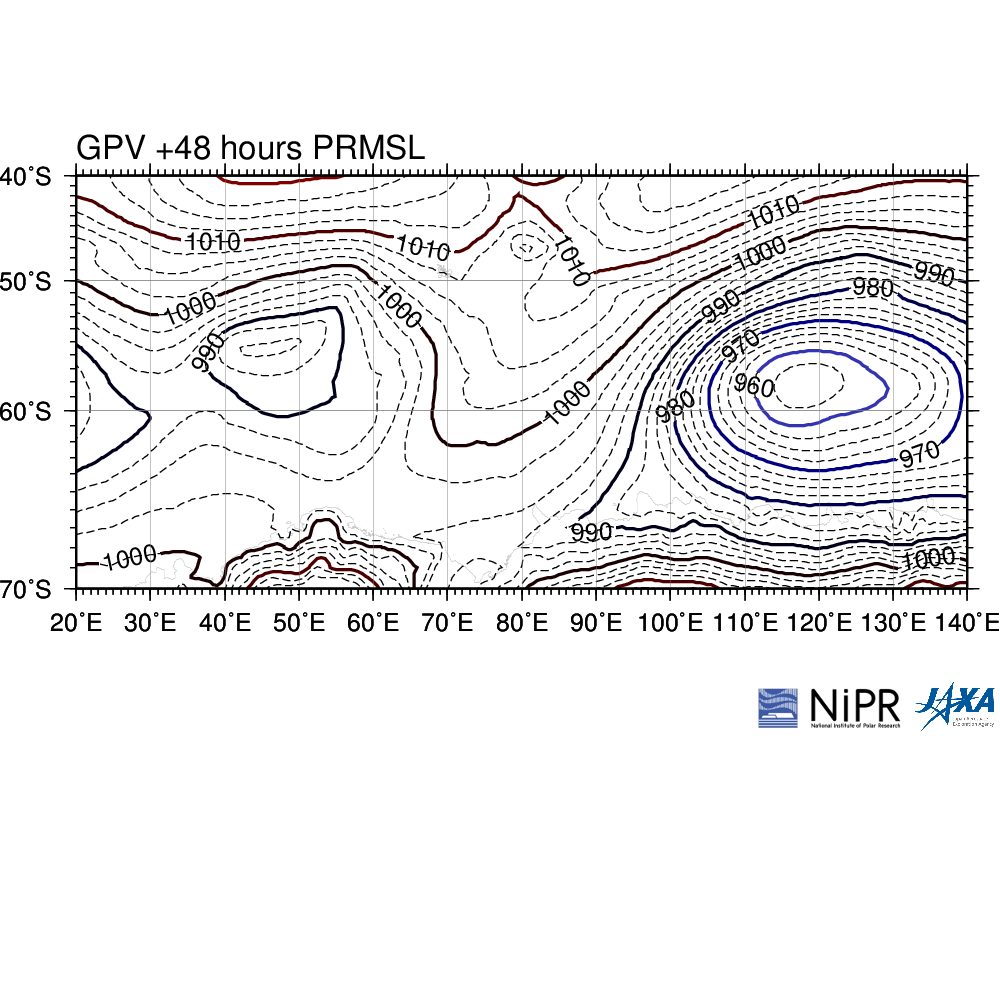 GPV +48 hours PRMSL
40˚S
50˚S
60˚S
70˚S
1010
1010
1010
1010
1000
1000
1000
1000
1000
1000
990
990
990
990
980
980
970
970
960
20˚E 30˚E 40˚E 50˚E 60˚E 70˚E 80˚E 90˚E 100˚E 110˚E 120˚E 130˚E 140˚E
NiPR
National Institute of Polar Research
JAXA
Japan Aerospace
Exploration Agency